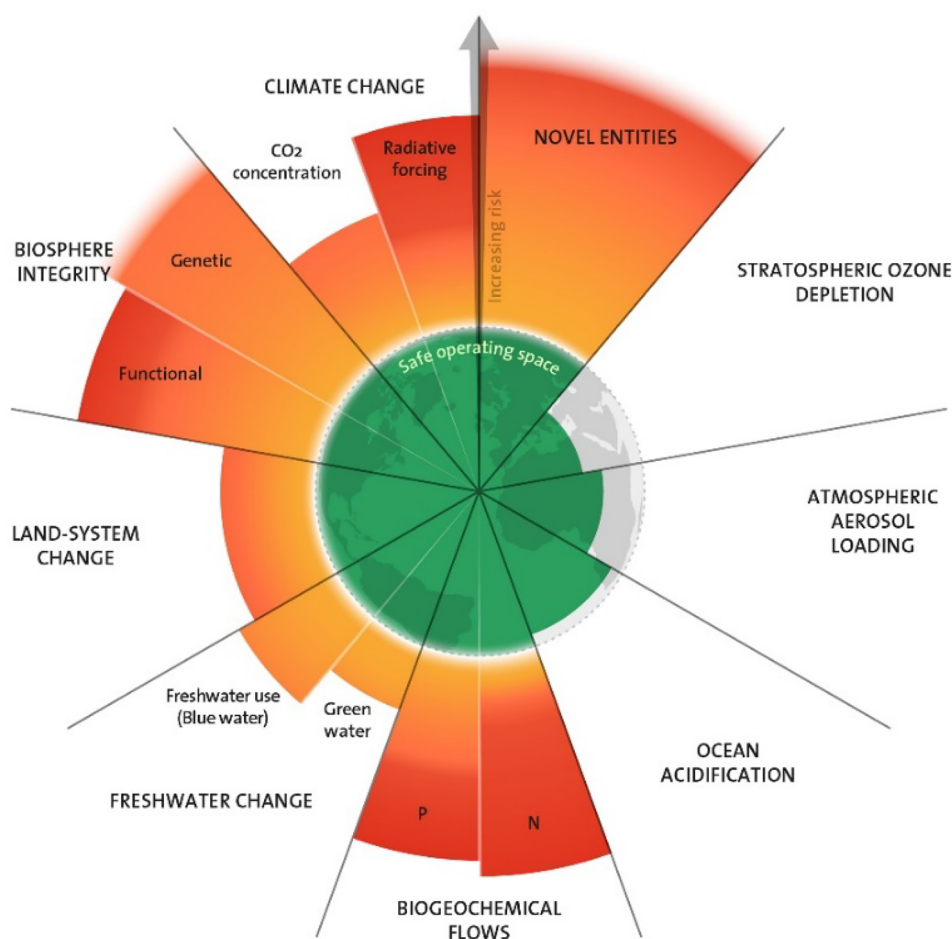 CLIMATE CHANGE
CO2
concentration
Radiative
forcing
Increasing risk
NOVEL ENTITIES
STRATOSPHERIC OZONE
DEPLETION
BIOSPHERE
INTEGRITY
Genetic
Functional
Safe operating space
ATMOSPHERIC
AEROSOL
LOADING
LAND-SYSTEM
CHANGE
Freshwater use
(Blue water)
Green
water
FRESHWATER CHANGE
OCEAN
ACIDIFICATION
P
N
BIOGEOCHEMICAL
FLOWS